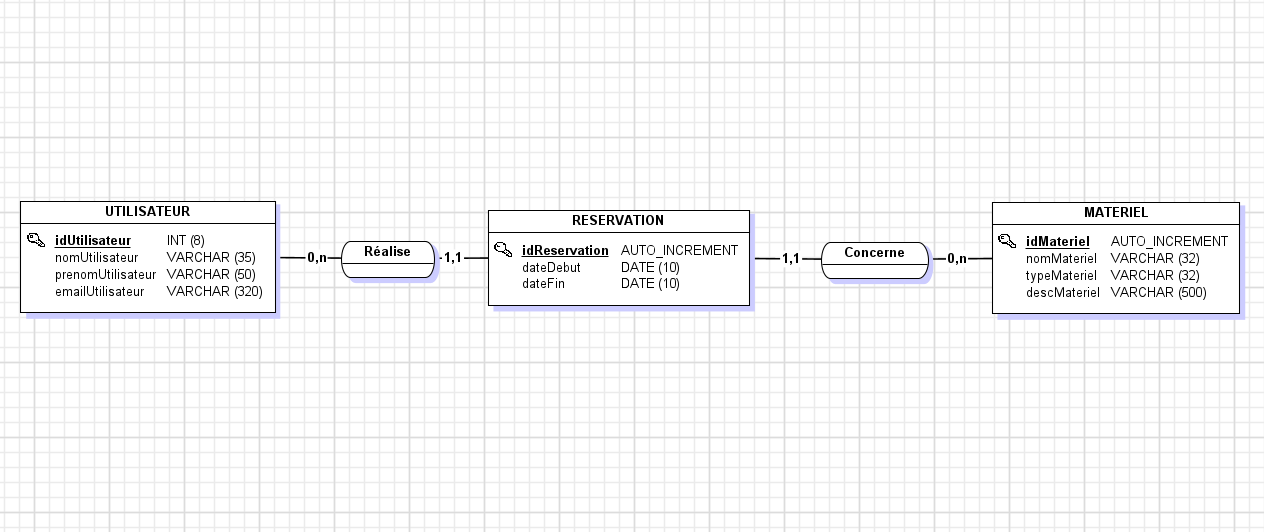 UTILISATEUR
idUtilisateur INT (8)
nomUtilisateur VARCHAR (35)
prenomUtilisateur VARCHAR (50)
emailUtilisateur VARCHAR (320)
0,n
Réalise
1,1
RESERVATION
idReservation AUTO_INCREMENT
dateDebut DATE (10)
dateFin DATE (10)
1,1
Concerne
0,n
MATERIEL
idMateriel AUTO_INCREMENT
nomMateriel VARCHAR (32)
typeMateriel VARCHAR (32)
descMateriel VARCHAR (500)